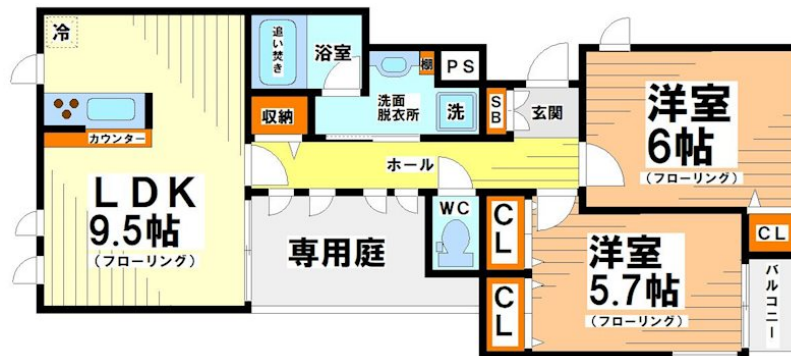 冷
追い焚き
浴室
棚
PS
洗面
脱衣所
洗
SB
玄関
洋室
6帖
(フローリング)
収納
カウンター
ホール
LDK
9.5帖
(フローリング)
専用庭
WC
CL
CL
洋室
5.7帖
(フローリング)
CL
バルコニー